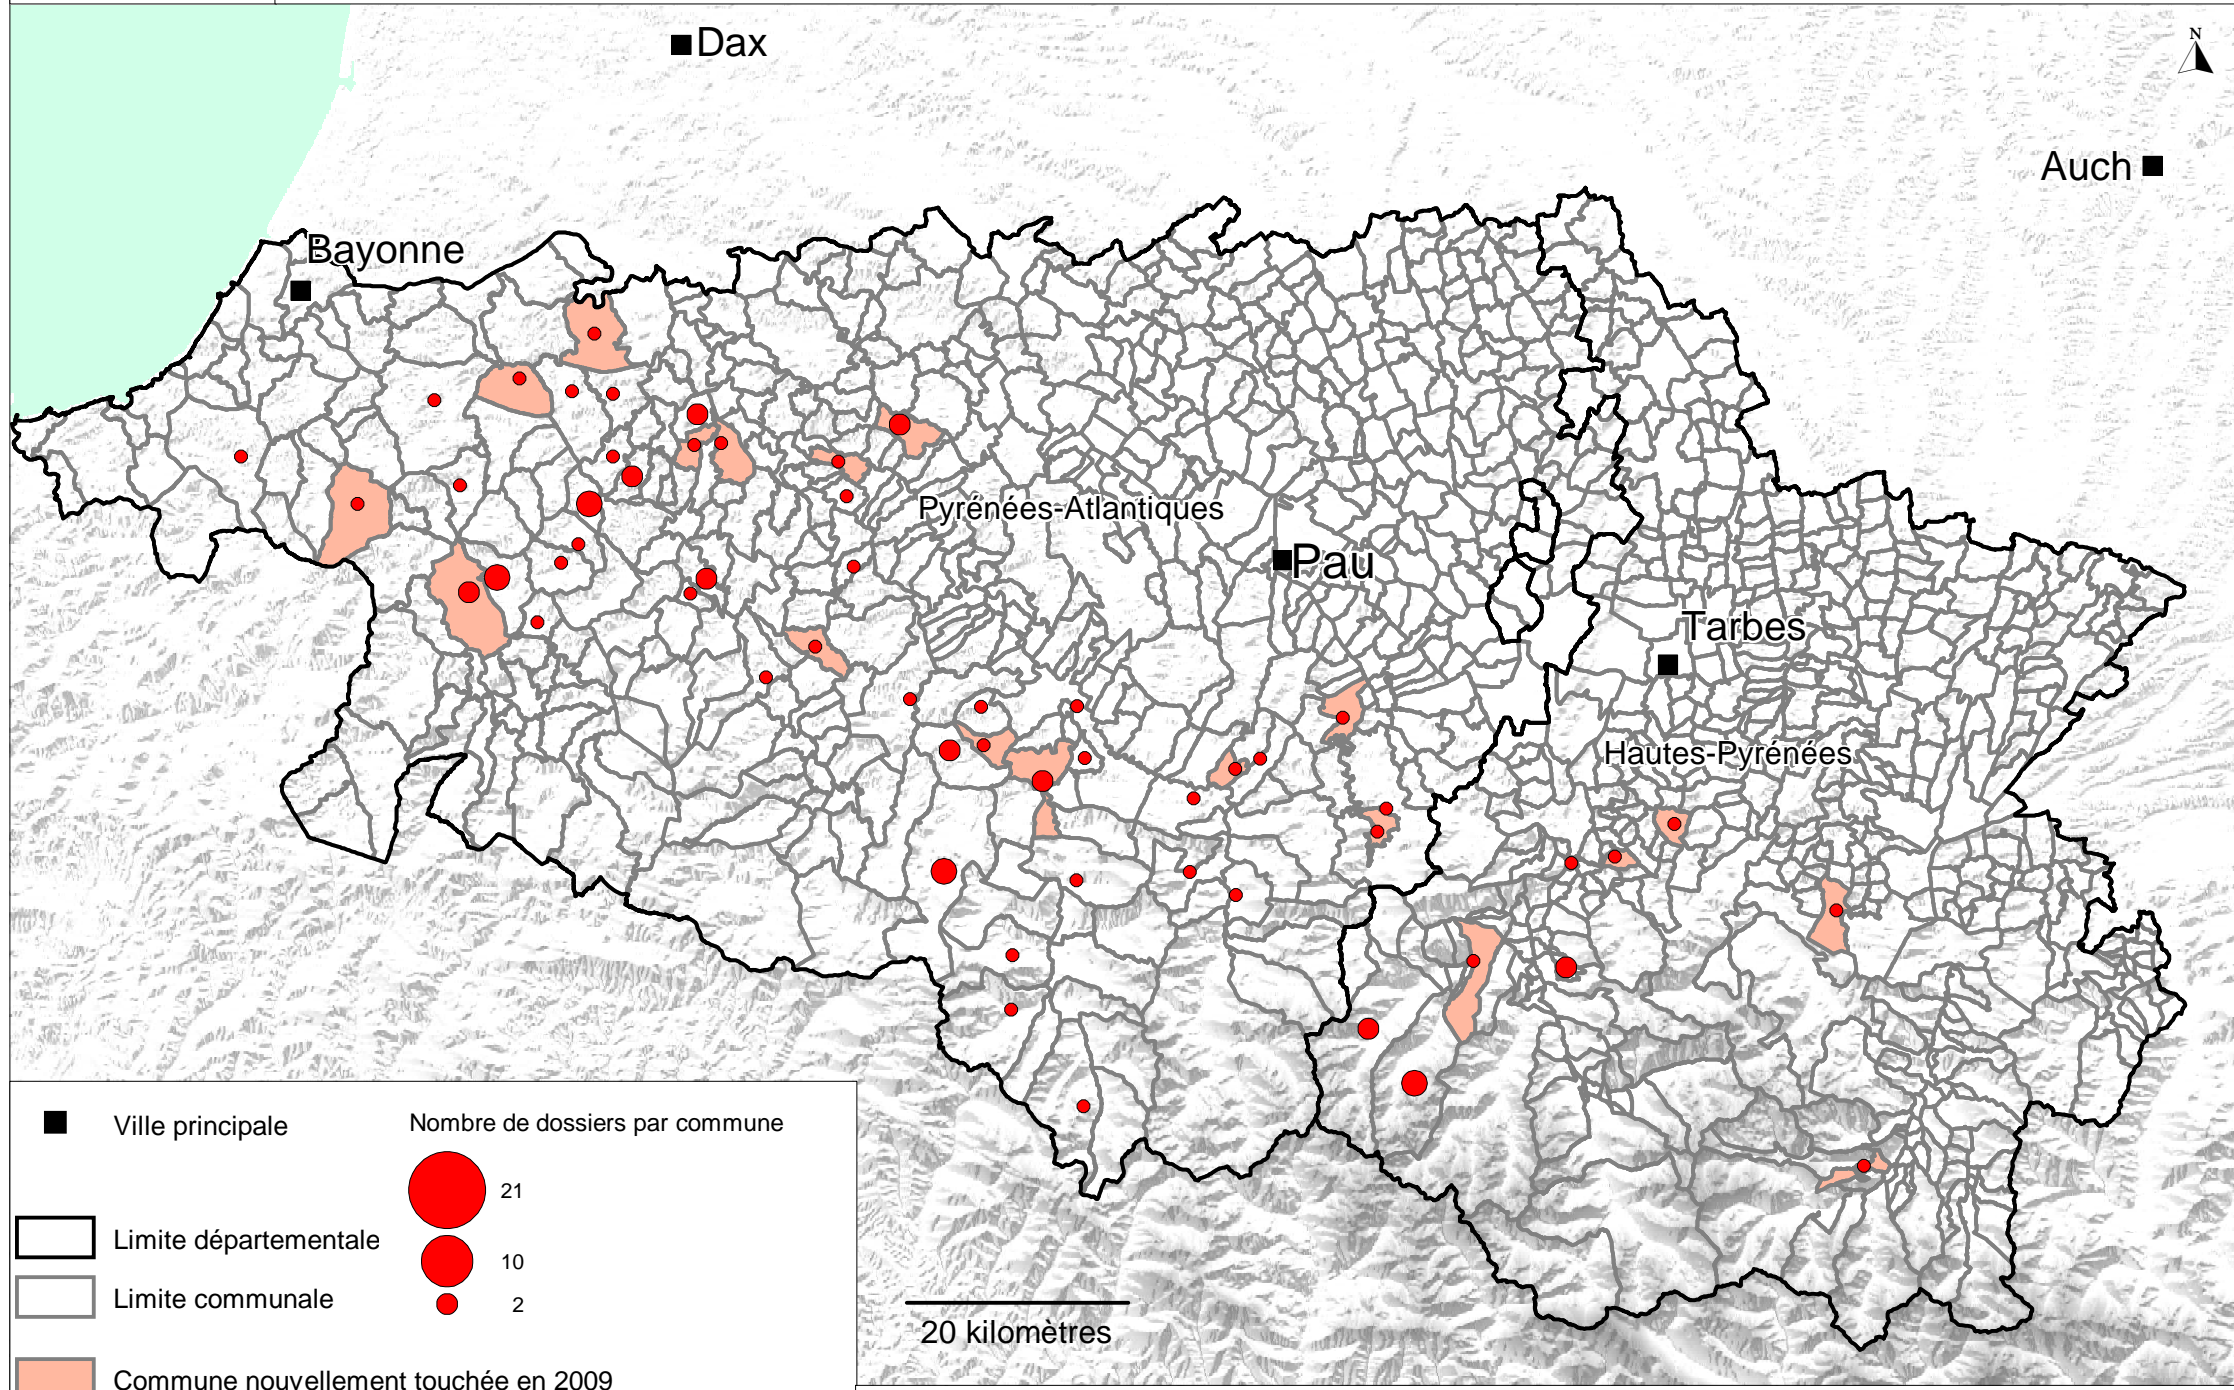 Dax
N
Auch
Bayonne
Pyrénées-Atlantiques
Pau
Tarbes
Hautes-Pyrénées
Ville principale
Nombre de dossiers par commune
21
Limite départementale
10
Limite communale
2
20 kilomètres
Commune nouvellement touchée en 2009